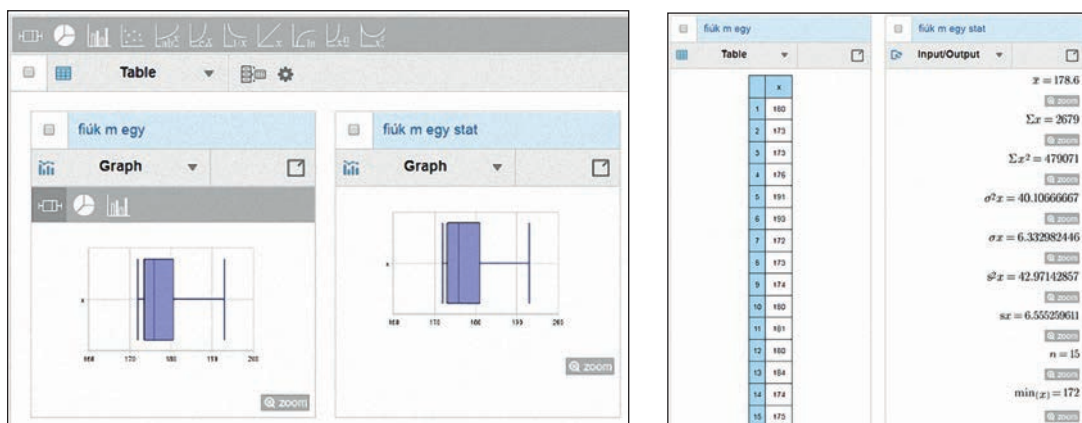 Table
fiúk m egy
fiúk m egy stat
Graph
Graph
x
x
160 170 180 190 200
160 170 180 190 200
zoom
zoom
fiúk m egy
fiúk m egy stat
Table
Input/Output
x
1 180
2 173
3 173
4 176
5 191
6 193
7 172
8 173
9 174
10 180
11 181
12 180
13 184
14 174
15 175
x̄ = 178.6
zoom
Σx = 2679
zoom
Σx² = 479071
zoom
σ²x = 40.10666667
zoom
σx = 6.332982446
zoom
s²x = 42.97142857
zoom
sx = 6.555259611
zoom
n = 15
zoom
min(x) = 172
zoom